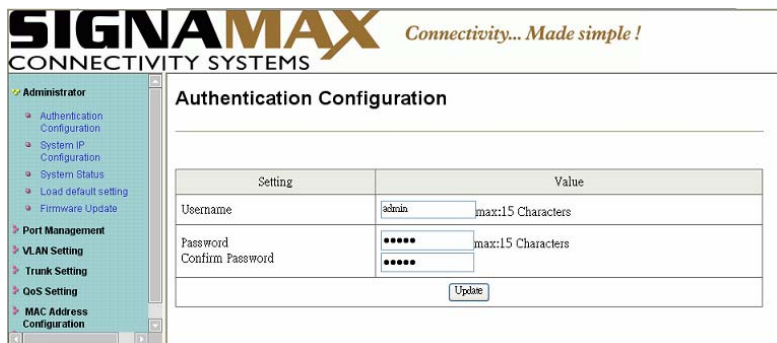 SIGNAMAX
CONNECTIVITY SYSTEMS
Connectivity... Made simple !
Administrator
Authentication
Configuration
System IP
Configuration
System Status
Load default setting
Firmware Update
Port Management
VLAN Setting
Trunk Setting
QoS Setting
MAC Address
Configuration
Authentication Configuration
Setting Value
Username admin max:15 Characters
Password ●●●●● max:15 Characters
Confirm Password ●●●●●
Update